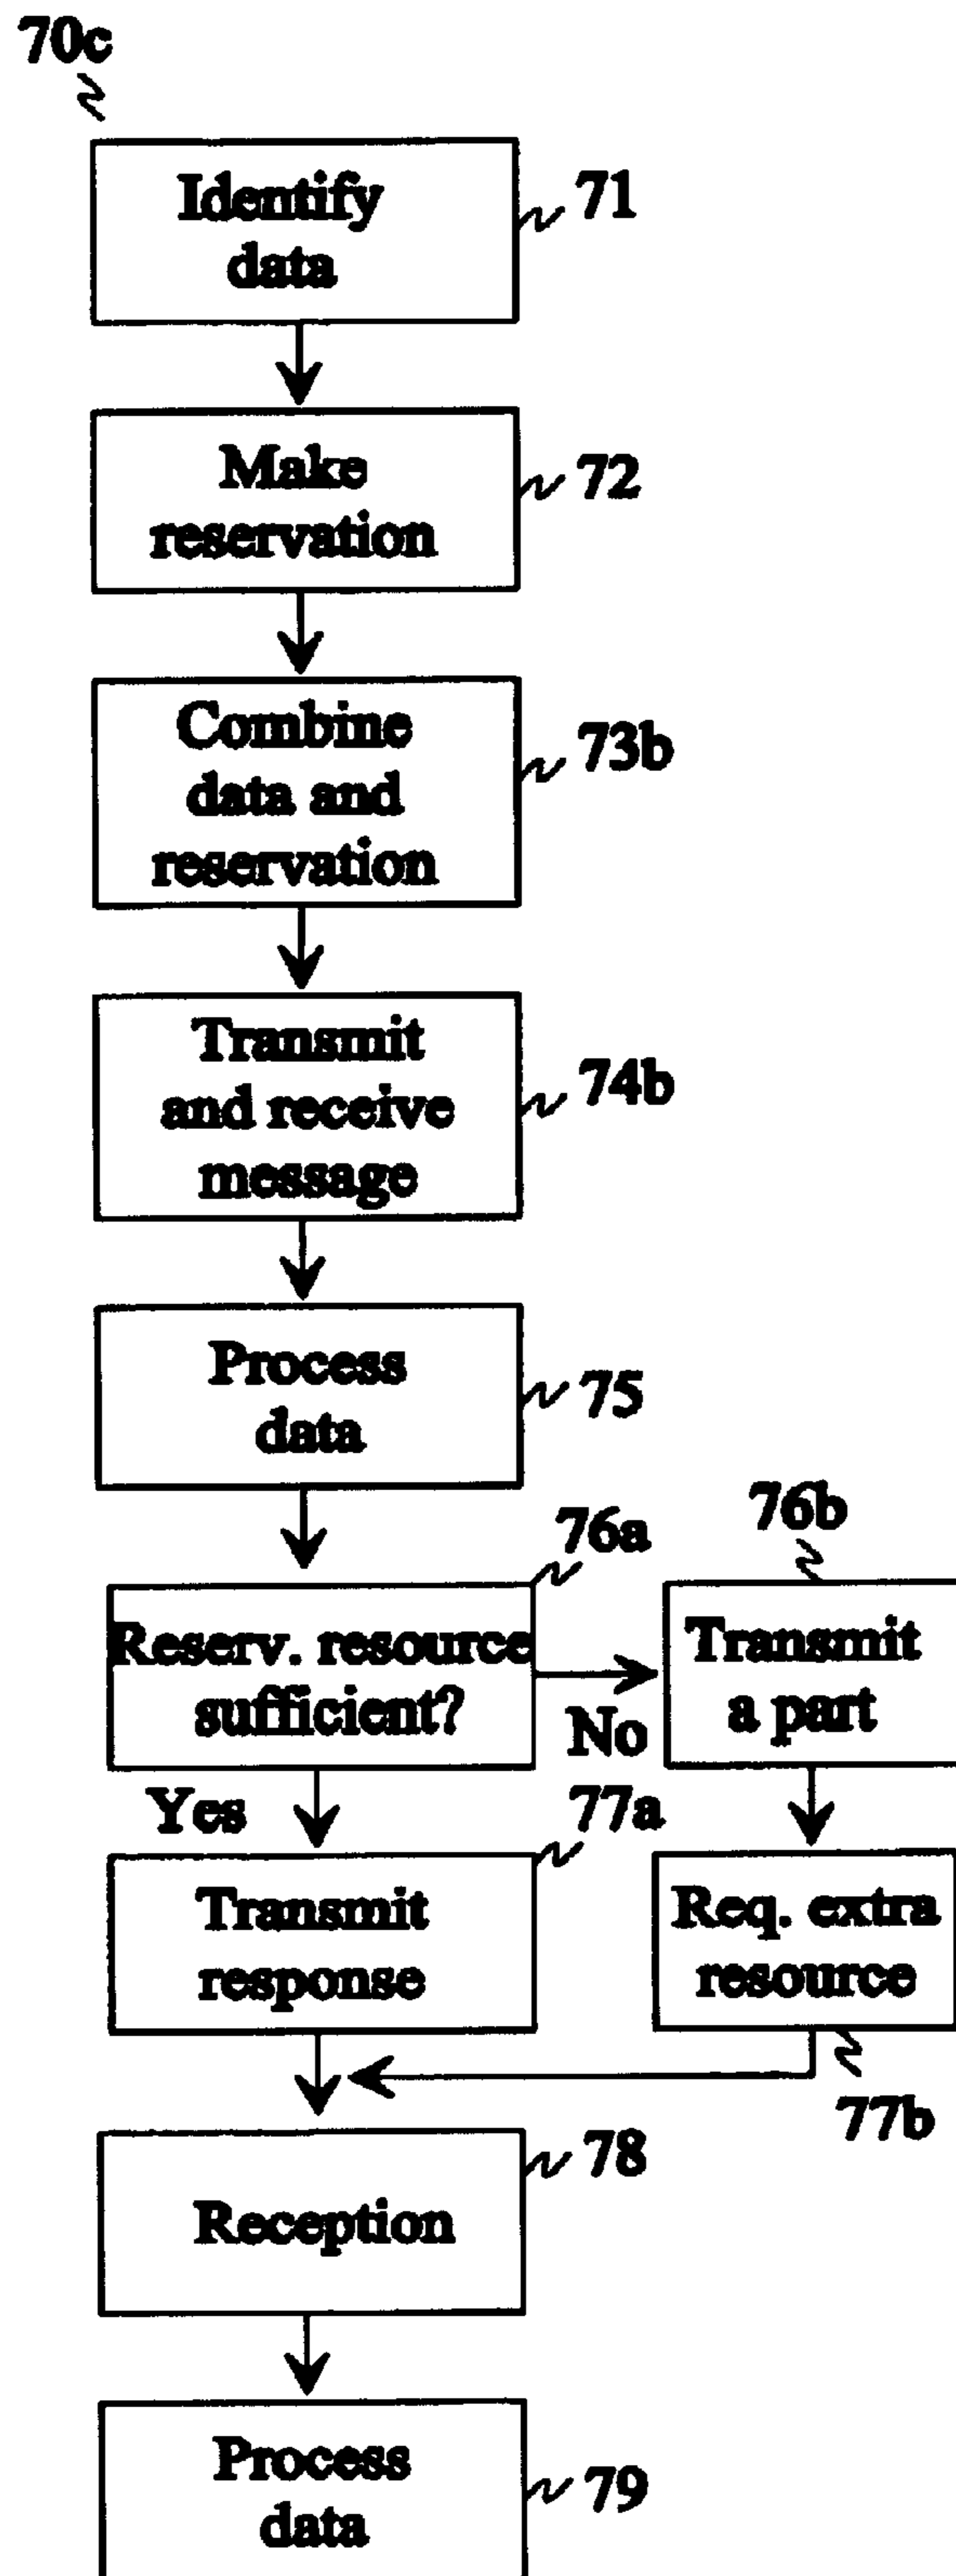 70c
Identify
data
71
Make
reservation
72
Combine
data and
reservation
73b
Transmit
and receive
message
74b
Process
data
75
76a
76b
Reserv. resource
sufficient?
No
Transmit
a part
Yes
77a
Transmit
response
Req. extra
resource
77b
78
Reception
Process
data
79